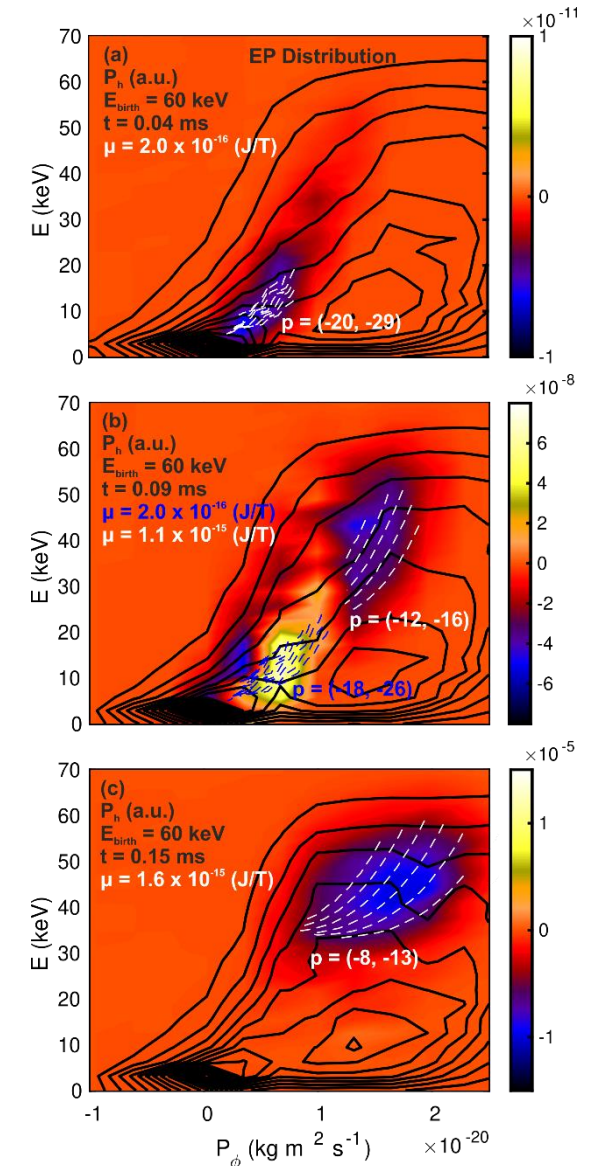 ×10⁻¹¹
70
60
50
40
30
20
10
0
E (keV)
(a)
EP Distribution
Pₕ (a.u.)
E_birth = 60 keV
t = 0.04 ms
μ = 2.0 x 10⁻¹⁶ (J/T)
p = (-20, -29)
1
0
-1
×10⁻⁸
70
60
50
40
30
20
10
0
E (keV)
(b)
Pₕ (a.u.)
E_birth = 60 keV
t = 0.09 ms
μ = 2.0 x 10⁻¹⁶ (J/T)
μ = 1.1 x 10⁻¹⁵ (J/T)
p = (-12, -16)
p = (-18, -26)
8
6
4
2
0
-2
-4
-6
×10⁻⁵
70
60
50
40
30
20
10
0
E (keV)
(c)
Pₕ (a.u.)
E_birth = 60 keV
t = 0.15 ms
μ = 1.6 x 10⁻¹⁵ (J/T)
p = (-8, -13)
1
0
-1
-1 0 1 2
P_ϕ (kg m² s⁻¹) ×10⁻²⁰